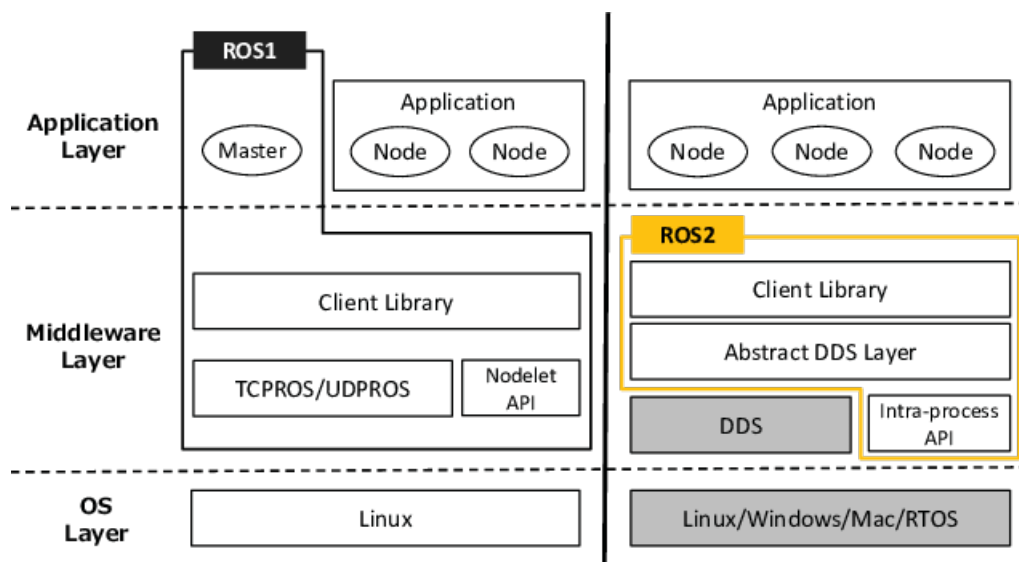 ROS1
Application
Layer
Master
Application
Node
Node
Application
Node
Node
Node
Middleware
Layer
Client Library
TCPROS/UDPROS
Nodelet
API
ROS2
Client Library
Abstract DDS Layer
DDS
Intra-process
API
OS
Layer
Linux
Linux/Windows/Mac/RTOS